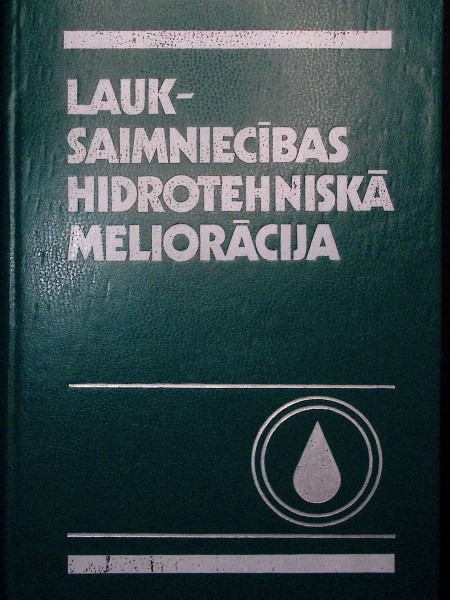 LAUK-
SAIMNIECĪBAS
HIDROTEHNISKĀ
MELIORĀCIJA